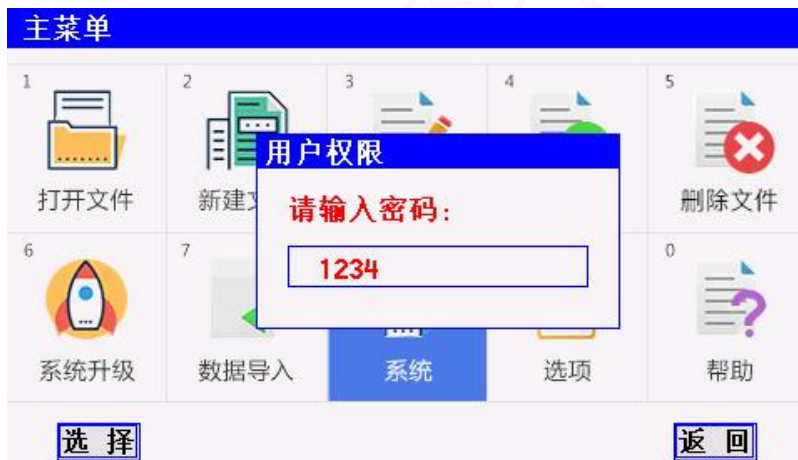 主菜单
1
2
3
4
5
打开文件
新建
删除文件
用户权限
请输入密码:
1234
6
7
0
系统升级
数据导入
系统
选项
帮助
选 择
返 回